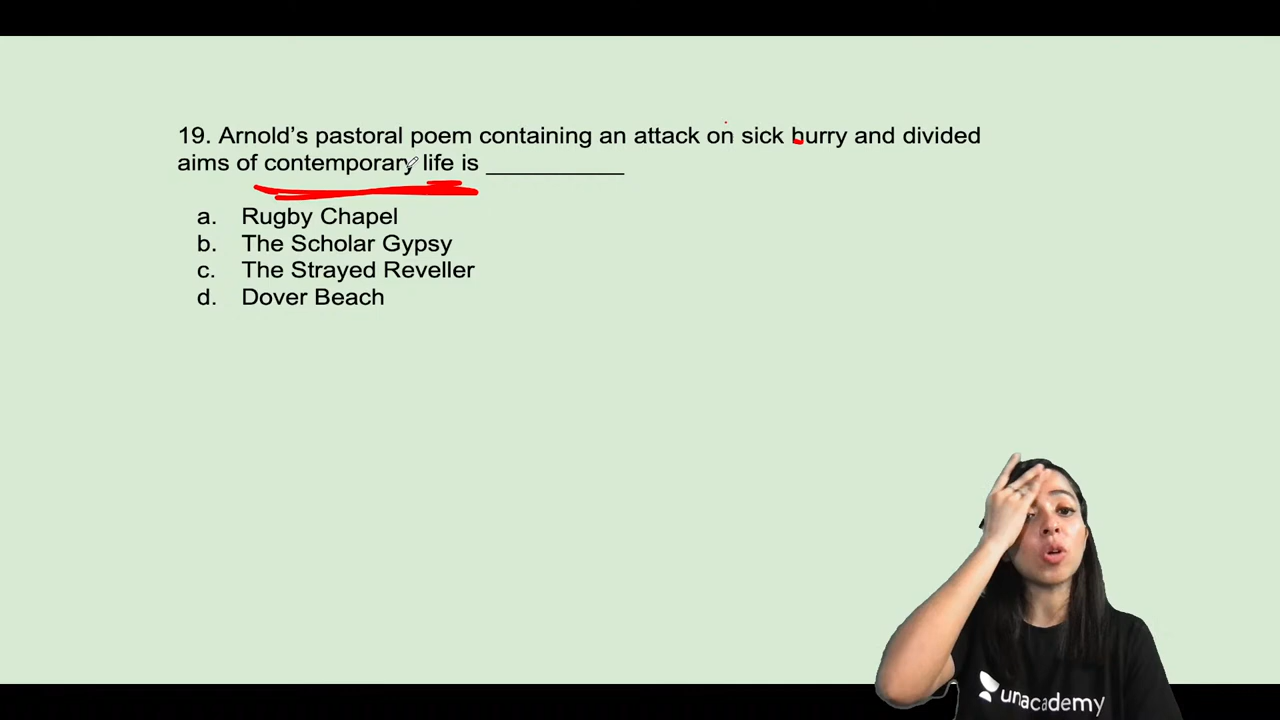 19. Arnold’s pastoral poem containing an attack on sick hurry and divided
aims of contemporary life is ___________
a. Rugby Chapel
b. The Scholar Gypsy
c. The Strayed Reveller
d. Dover Beach
unacademy